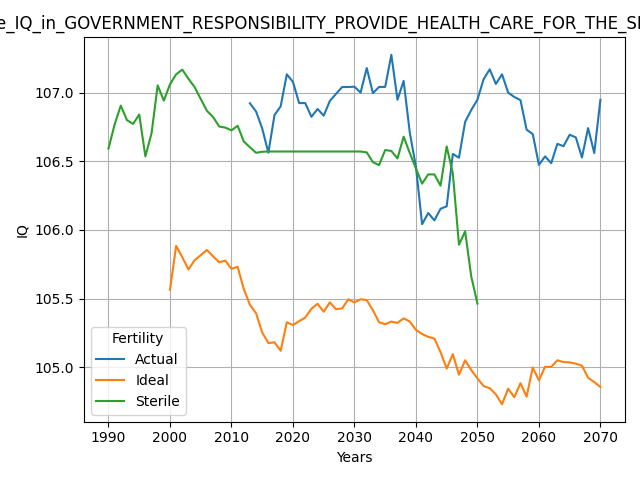 e_IQ_in_GOVERNMENT_RESPONSIBILITY_PROVIDE_HEALTH_CARE_FOR_THE_SI
107.0
106.5
106.0
105.5
105.0
IQ
Fertility
Actual
Ideal
Sterile
1990 2000 2010 2020 2030 2040 2050 2060 2070
Years